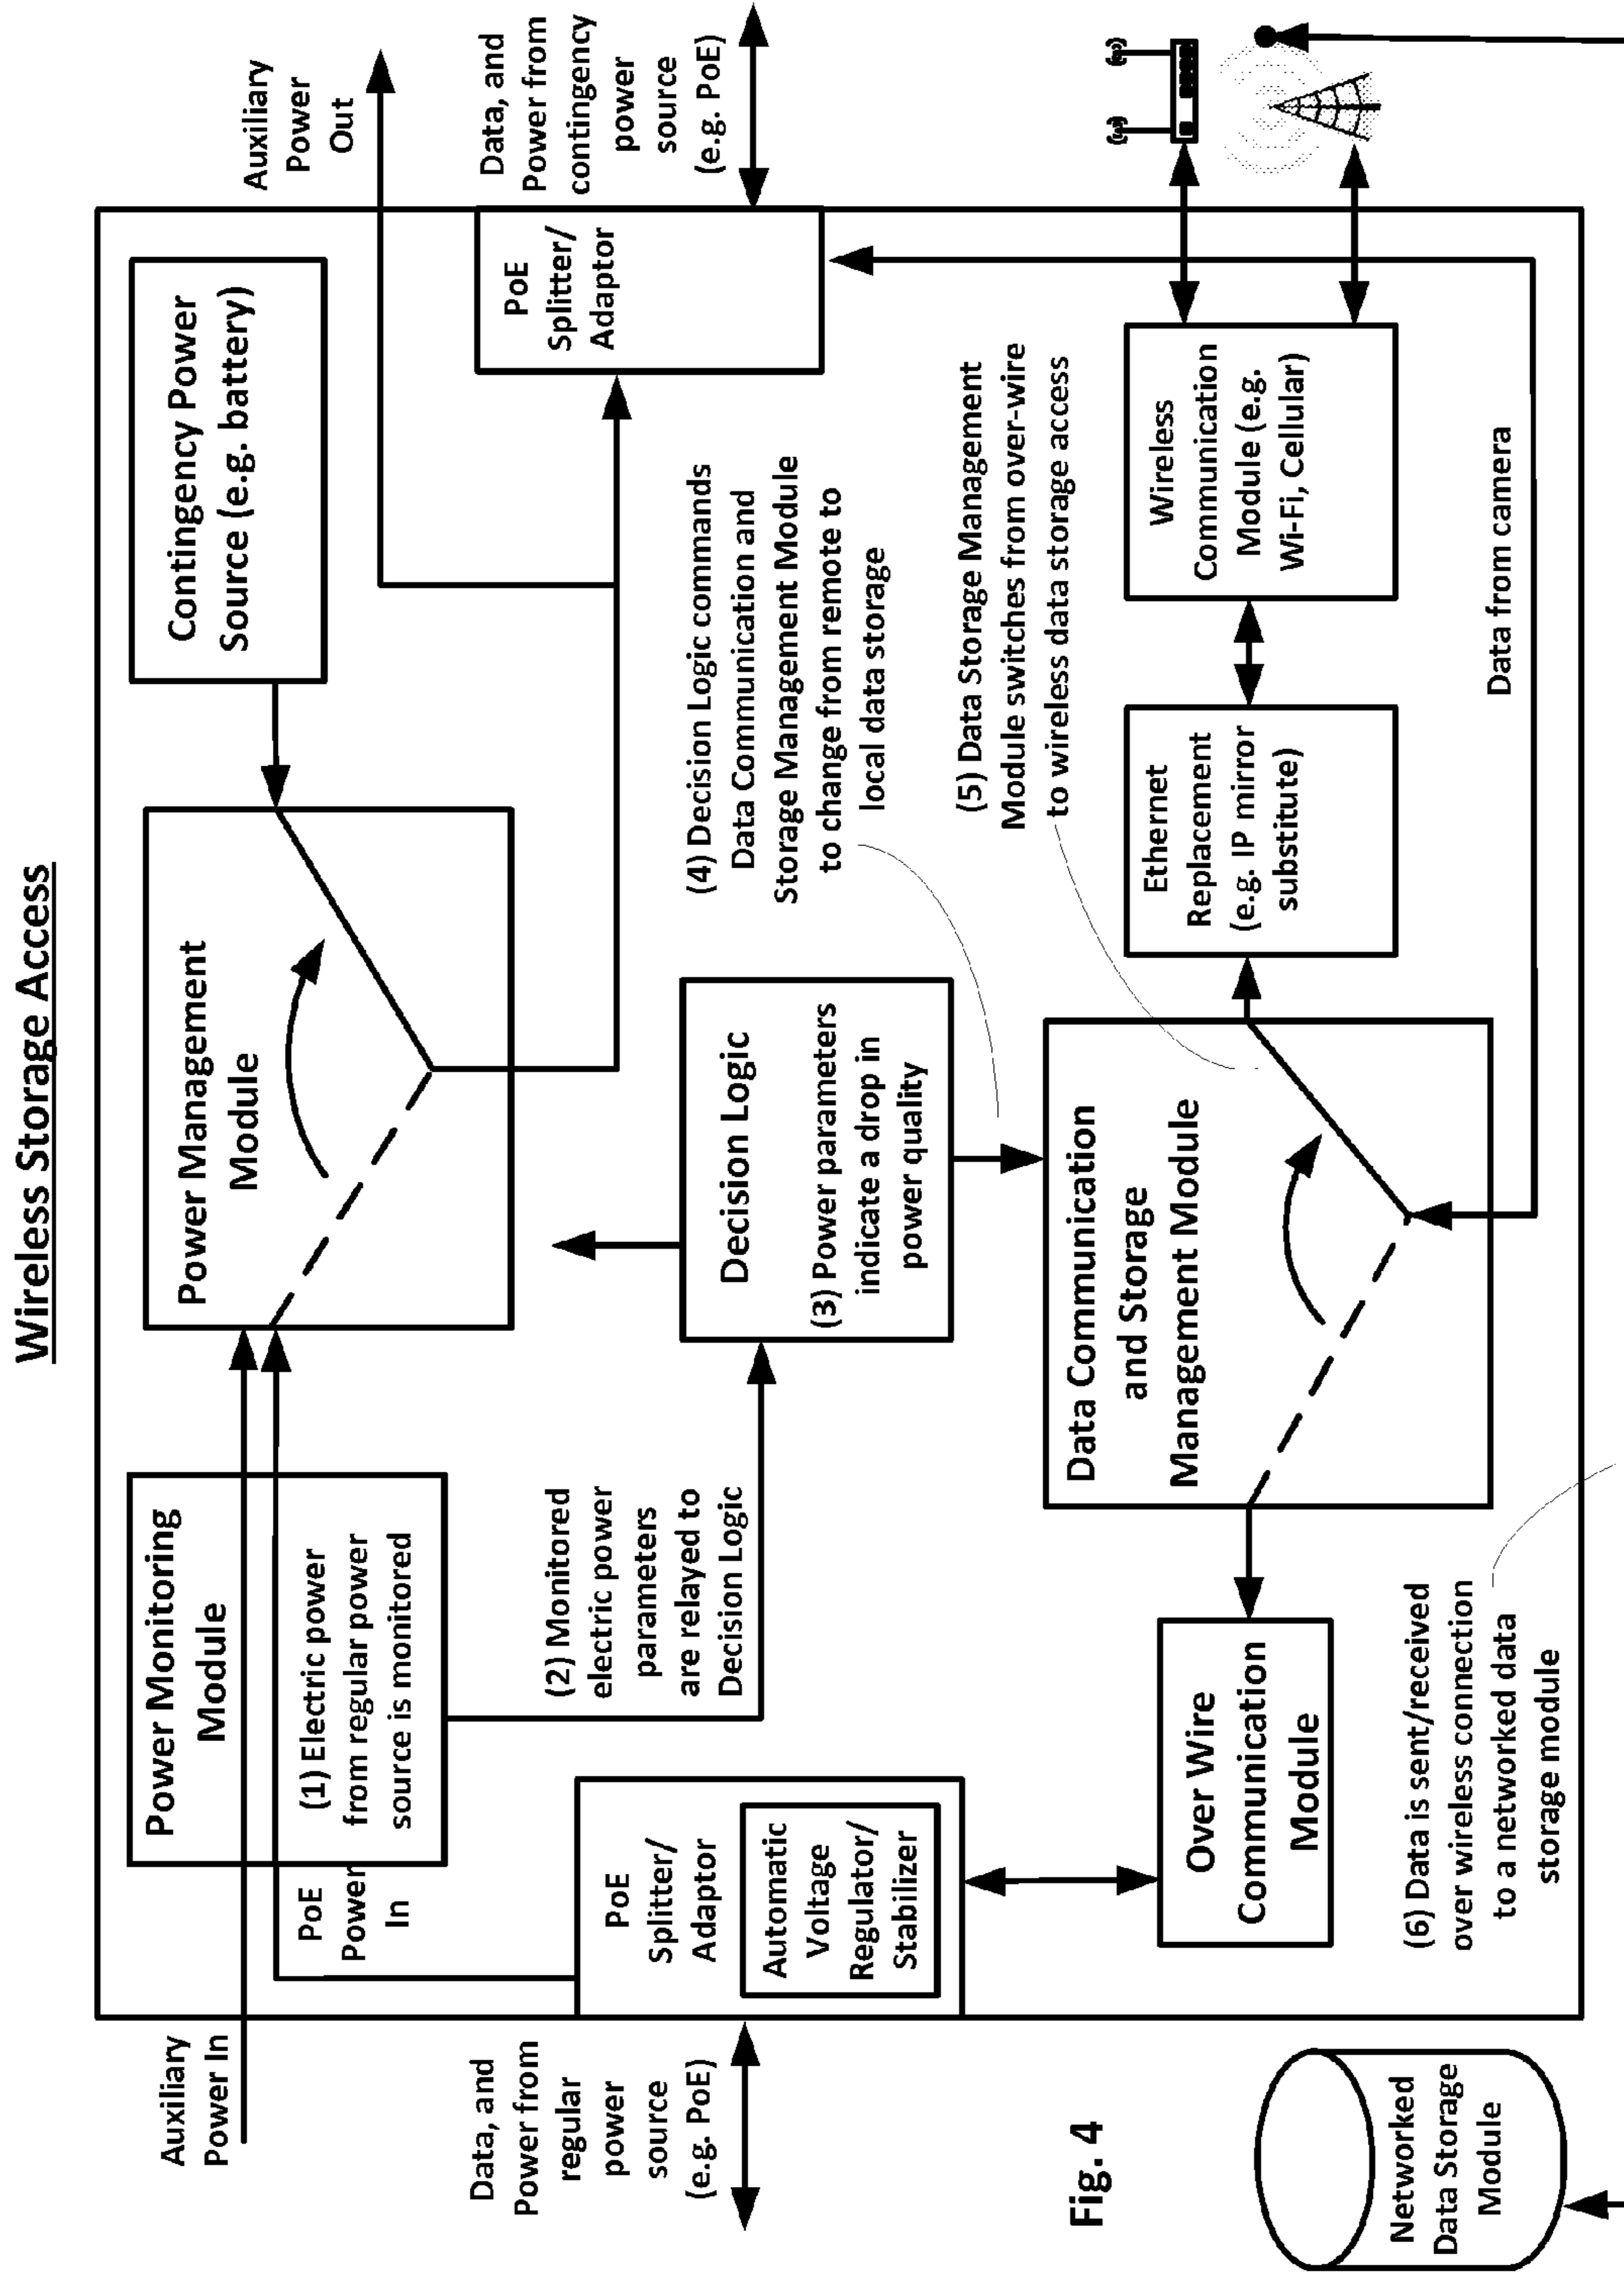 Wireless Storage Access
Auxiliary
Power In
Power Monitoring
Module
(1) Electric power
from regular power
source is monitored
Power Management
Module
Contingency Power
Source (e.g. battery)
Auxiliary
Power
Out
PoE
Power
In
Data, and
Power from
regular
power
source
(e.g. PoE)
PoE
Splitter/
Adaptor
Automatic
Voltage
Regulator/
Stabilizer
(2) Monitored
electric power
parameters
are relayed to
Decision Logic
Decision Logic
(3) Power parameters
indicate a drop in
power quality
(4) Decision Logic commands
Data Communication and
Storage Management Module
to change from remote to
local data storage
PoE
Splitter/
Adaptor
Data, and
Power from
contingency
power
source
(e.g. PoE)
(5) Data Storage Management
Module switches from over-wire
to wireless data storage access
Over Wire
Communication
Module
Data Communication
and Storage
Management Module
Ethernet
Replacement
(e.g. IP mirror
substitute)
Wireless
Communication
Module (e.g.
Wi-Fi, Cellular)
Data from camera
(6) Data is sent/received
over wireless connection
to a networked data
storage module
Fig. 4
Networked
Data Storage
Module